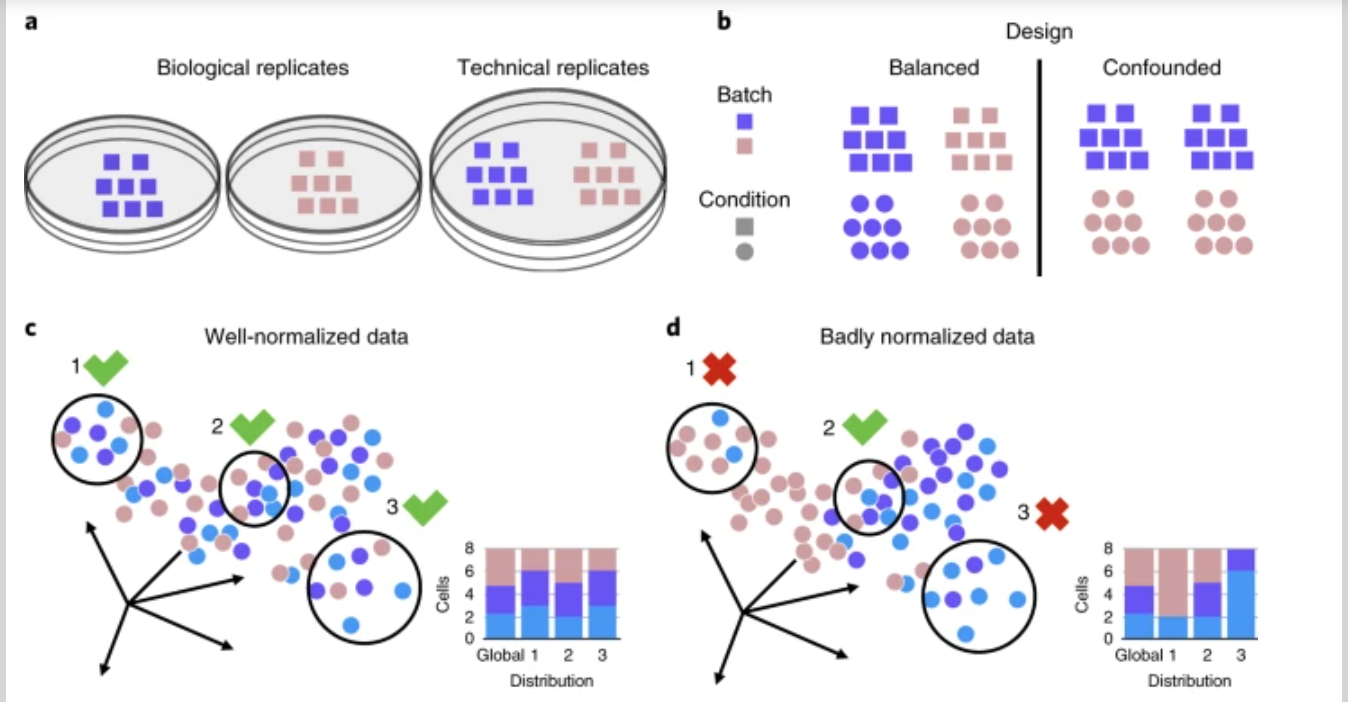 a
Biological replicates
Technical replicates
b
Design
Balanced
Confounded
Batch
Condition
c
Well-normalized data
1
2
3
8
6
4
2
0
Cells
Global 1 2 3
Distribution
d
Badly normalized data
1
2
3
8
6
4
2
0
Cells
Global 1 2 3
Distribution